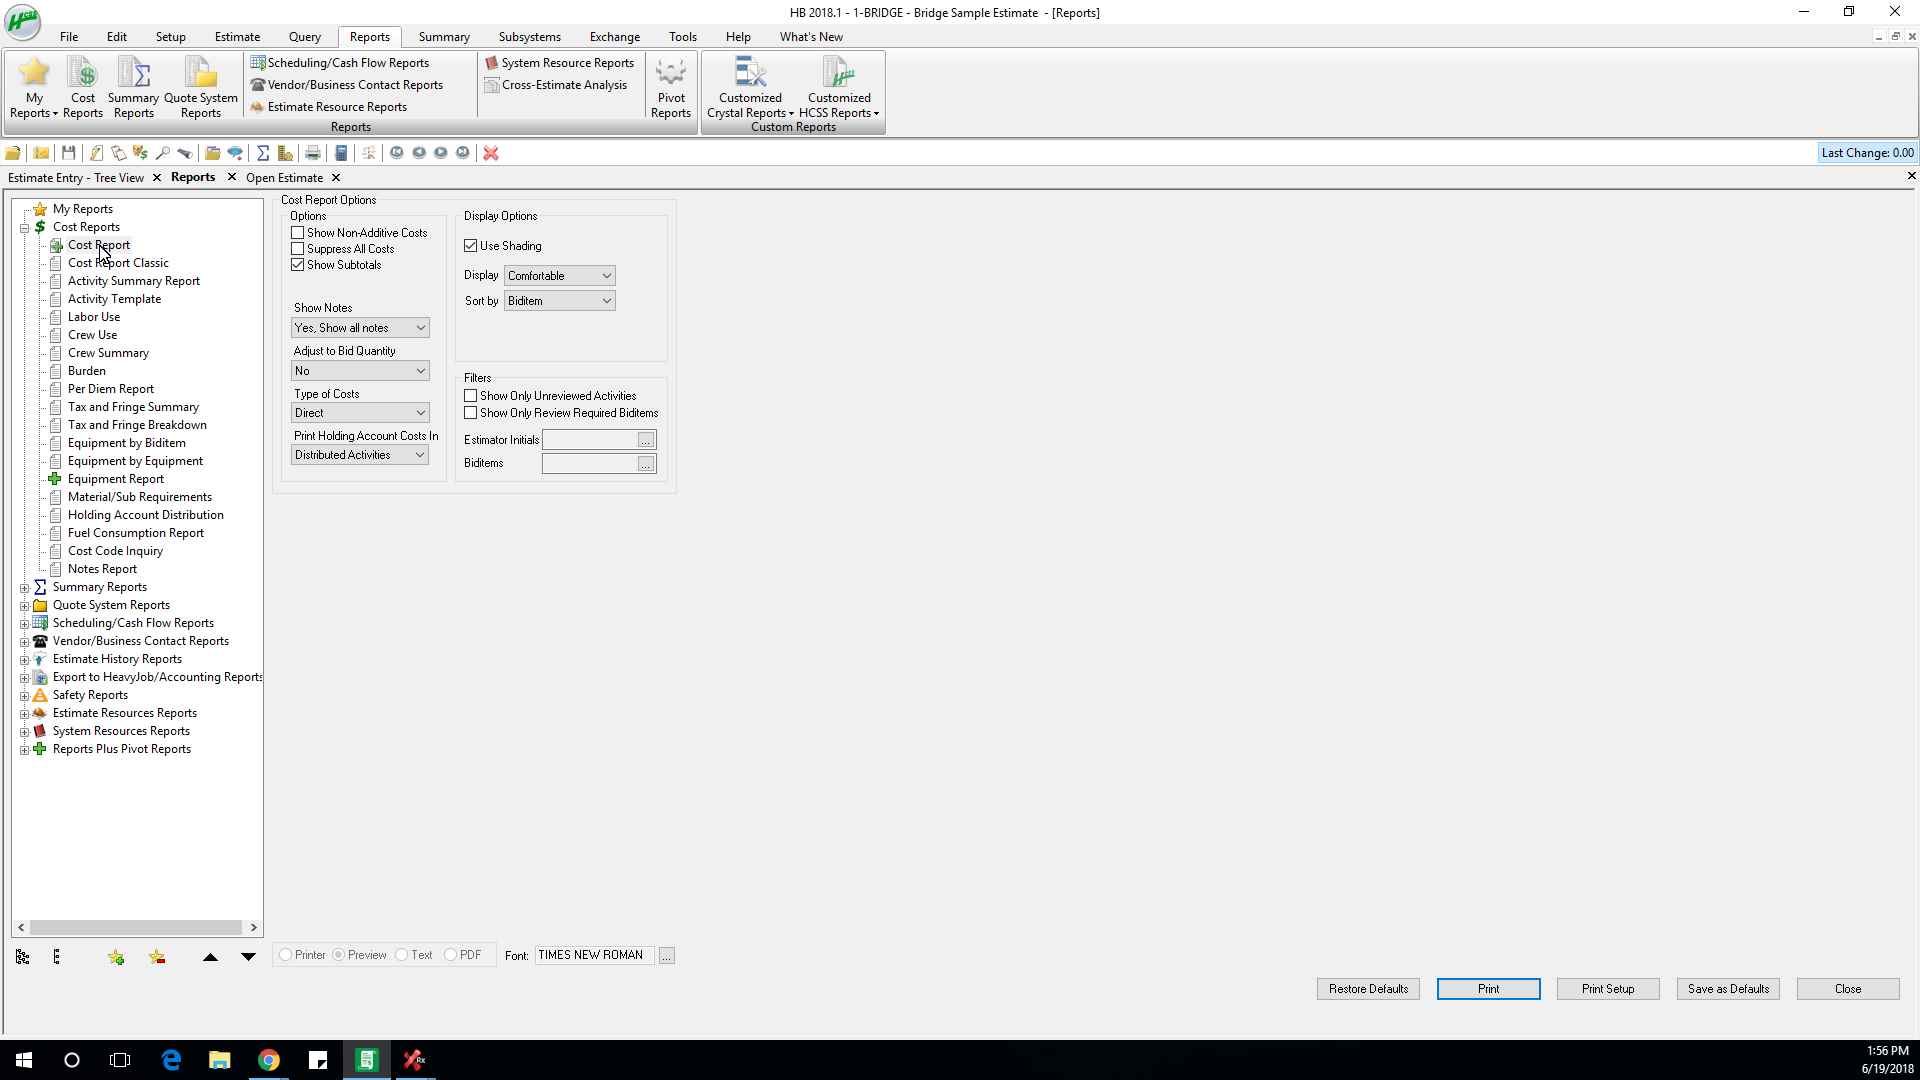 HB 2018.1 - 1-BRIDGE - Bridge Sample Estimate - [Reports]
File Edit Setup Estimate Query Reports Summary Subsystems Exchange Tools Help What's New
My Reports
Cost Reports
Summary Reports
Quote System Reports
Scheduling/Cash Flow Reports
Vendor/Business Contact Reports
Estimate Resource Reports
System Resource Reports
Cross-Estimate Analysis
Pivot Reports
Reports
Customized Crystal Reports
Customized HCSS Reports
Custom Reports
Last Change: 0.00
Estimate Entry - Tree View Reports Open Estimate
My Reports
Cost Reports
Cost Report
Cost Report Classic
Activity Summary Report
Activity Template
Labor Use
Crew Use
Crew Summary
Burden
Per Diem Report
Tax and Fringe Summary
Tax and Fringe Breakdown
Equipment by Biditem
Equipment by Equipment
Equipment Report
Material/Sub Requirements
Holding Account Distribution
Fuel Consumption Report
Cost Code Inquiry
Notes Report
Summary Reports
Quote System Reports
Scheduling/Cash Flow Reports
Vendor/Business Contact Reports
Estimate History Reports
Export to HeavyJob/Accounting Reports
Safety Reports
Estimate Resources Reports
System Resources Reports
Reports Plus Pivot Reports
Cost Report Options
Options
Show Non-Additive Costs
Suppress All Costs
Show Subtotals
Show Notes
Yes, Show all notes
Adjust to Bid Quantity
No
Type of Costs
Direct
Print Holding Account Costs In
Distributed Activities
Display Options
Use Shading
Display Comfortable
Sort by Biditem
Filters
Show Only Unreviewed Activities
Show Only Review Required Biditems
Estimator Initials ...
Biditems ...
Printer Preview Text PDF Font: TIMES NEW ROMAN ...
Restore Defaults Print Print Setup Save as Defaults Close
1:56 PM
6/19/2018